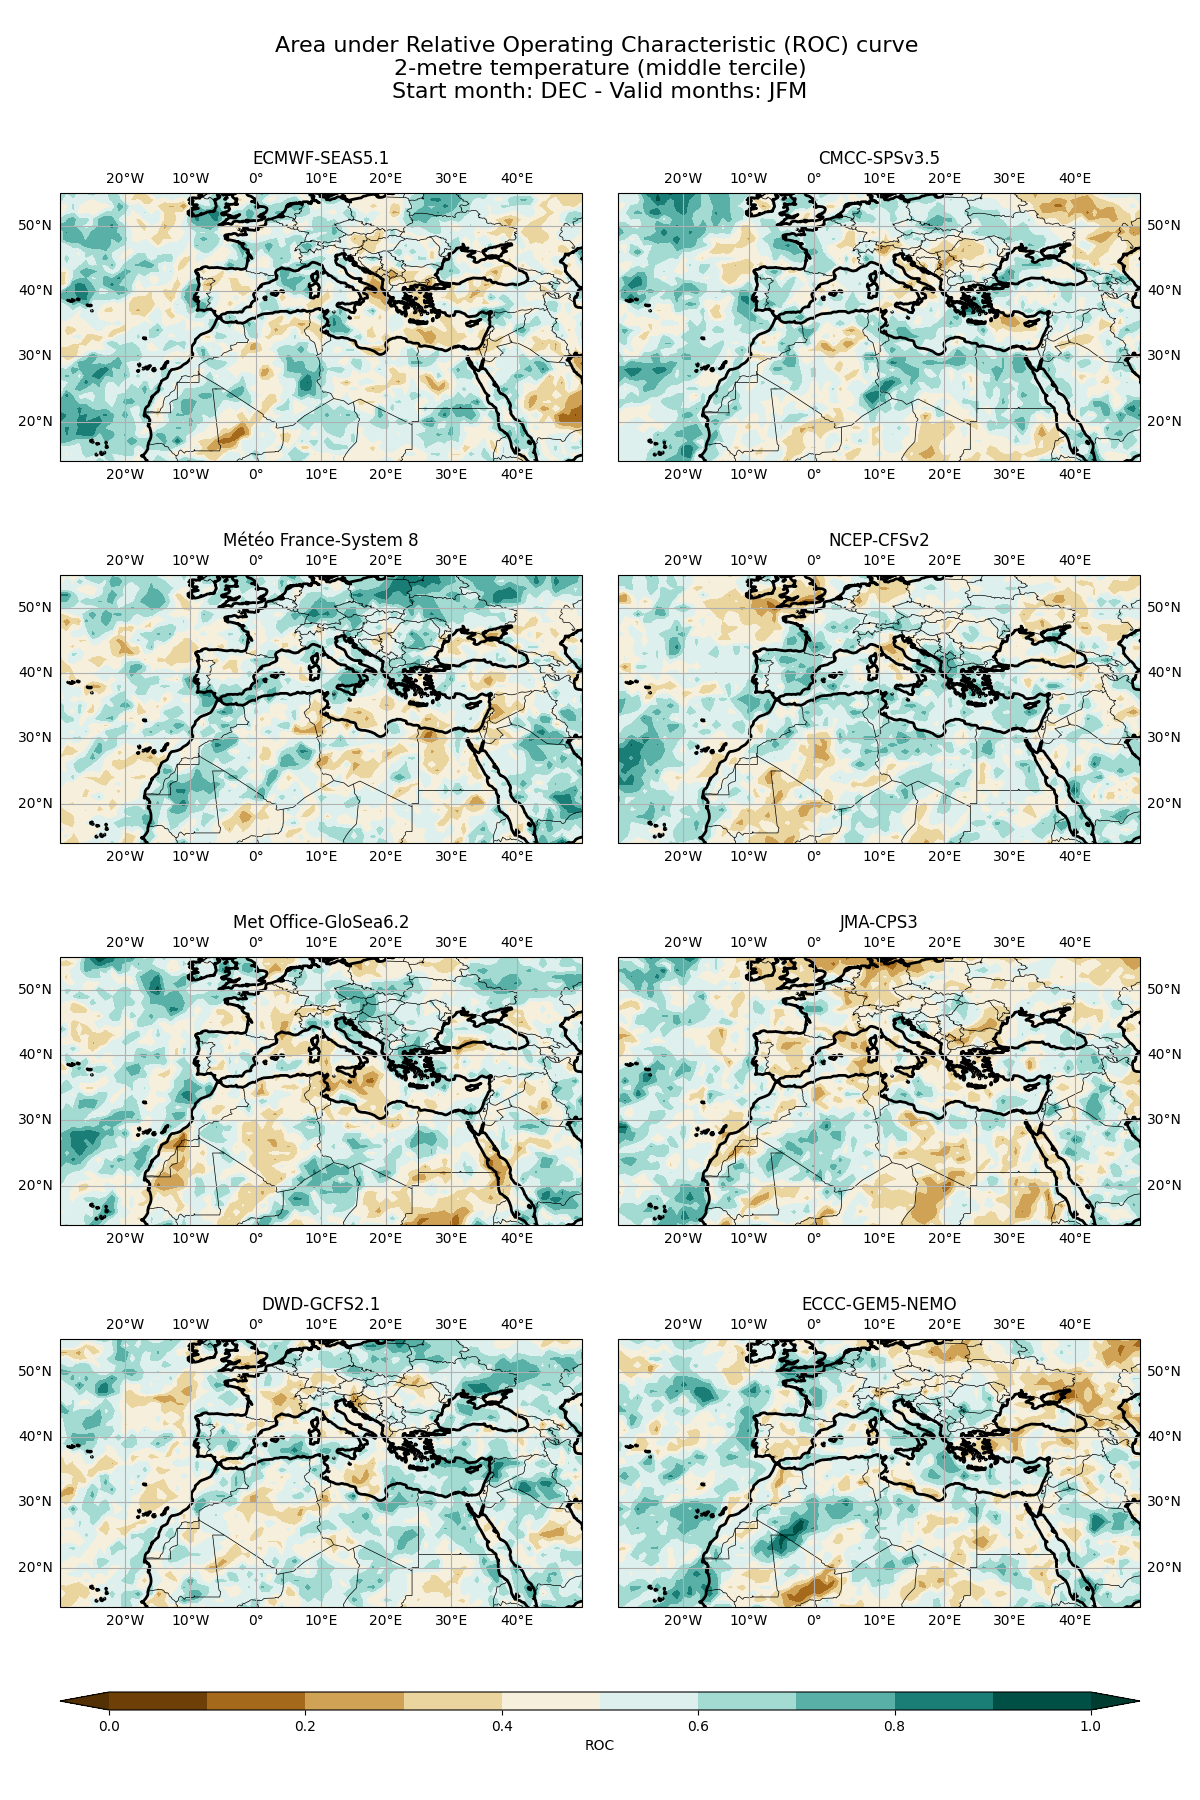 Area under Relative Operating Characteristic (ROC) curve
2-metre temperature (middle tercile)
Start month: DEC - Valid months: JFM
ECMWF-SEAS5.1
20°W 10°W 0° 10°E 20°E 30°E 40°E
50°N
40°N
30°N
20°N
20°W 10°W 0° 10°E 20°E 30°E 40°E
CMCC-SPSv3.5
20°W 10°W 0° 10°E 20°E 30°E 40°E
50°N
40°N
30°N
20°N
20°W 10°W 0° 10°E 20°E 30°E 40°E
Météo France-System 8
20°W 10°W 0° 10°E 20°E 30°E 40°E
50°N
40°N
30°N
20°N
20°W 10°W 0° 10°E 20°E 30°E 40°E
NCEP-CFSv2
20°W 10°W 0° 10°E 20°E 30°E 40°E
50°N
40°N
30°N
20°N
20°W 10°W 0° 10°E 20°E 30°E 40°E
Met Office-GloSea6.2
20°W 10°W 0° 10°E 20°E 30°E 40°E
50°N
40°N
30°N
20°N
20°W 10°W 0° 10°E 20°E 30°E 40°E
JMA-CPS3
20°W 10°W 0° 10°E 20°E 30°E 40°E
50°N
40°N
30°N
20°N
20°W 10°W 0° 10°E 20°E 30°E 40°E
DWD-GCFS2.1
20°W 10°W 0° 10°E 20°E 30°E 40°E
50°N
40°N
30°N
20°N
20°W 10°W 0° 10°E 20°E 30°E 40°E
ECCC-GEM5-NEMO
20°W 10°W 0° 10°E 20°E 30°E 40°E
50°N
40°N
30°N
20°N
20°W 10°W 0° 10°E 20°E 30°E 40°E
0.0 0.2 0.4 0.6 0.8 1.0
ROC